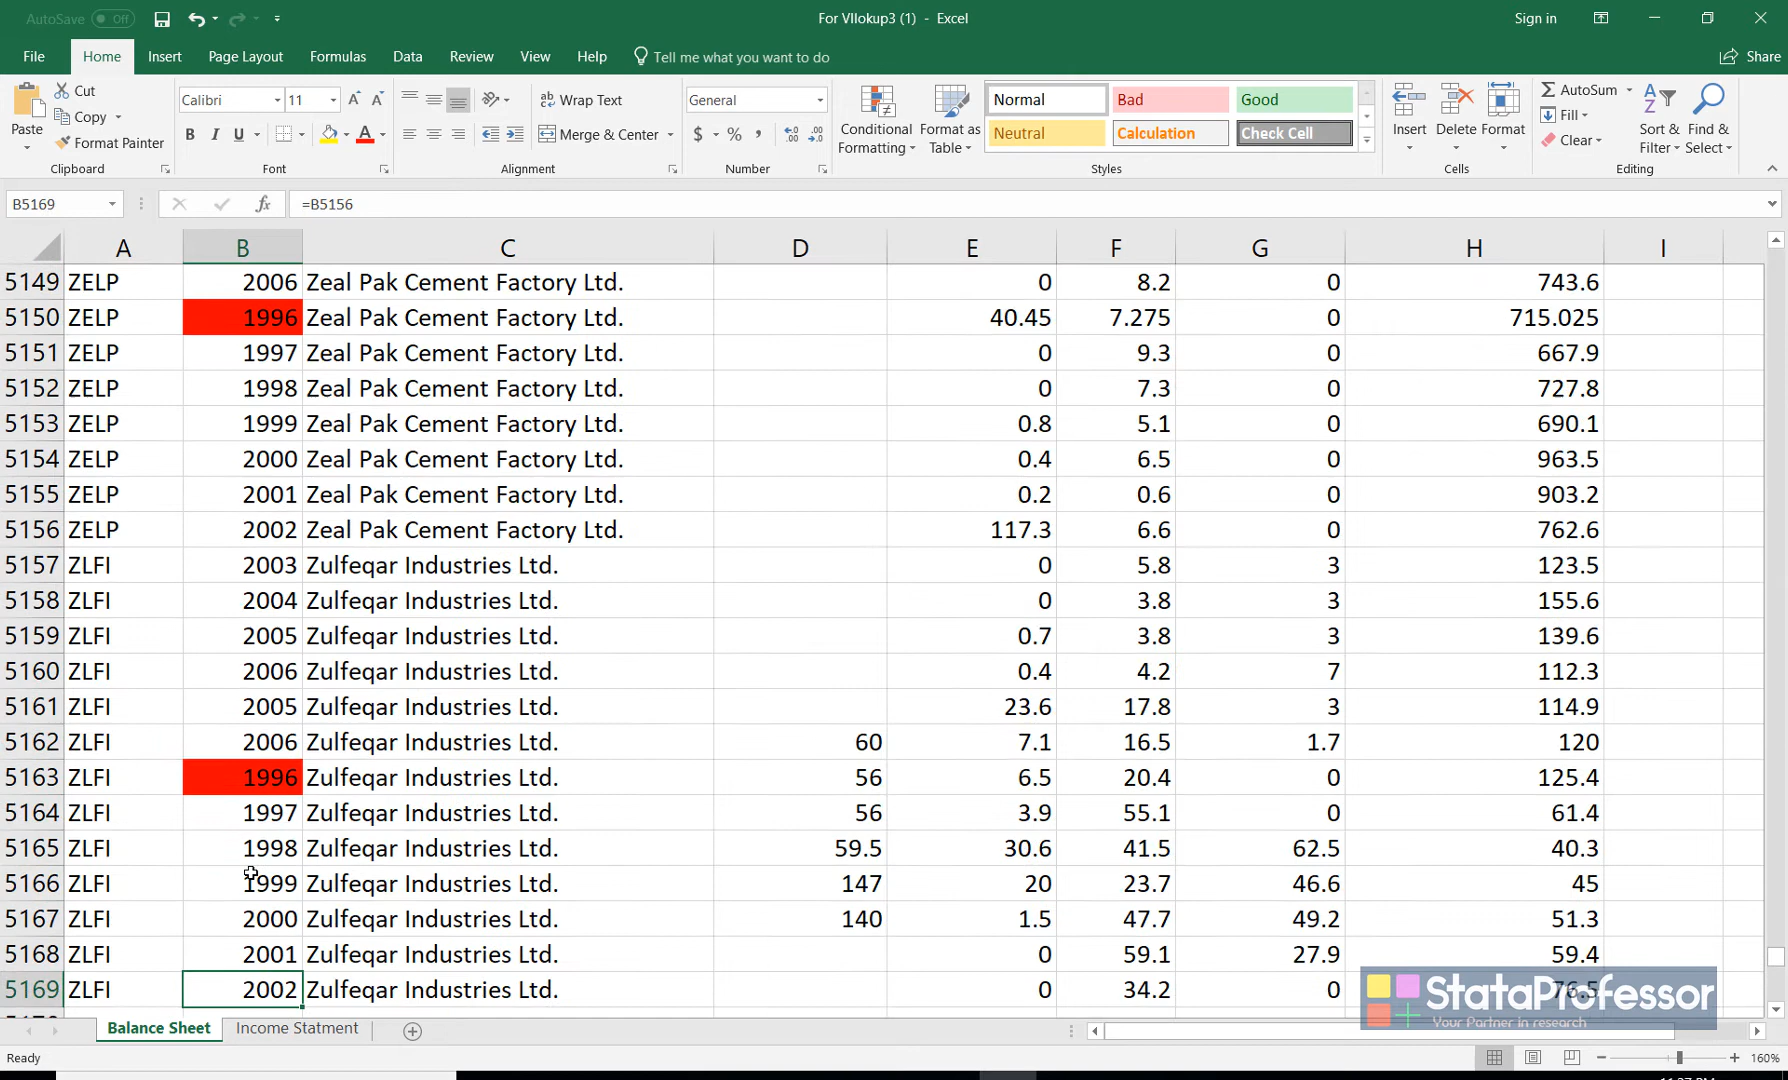 AutoSave Off
For Vllokup3 (1) - Excel
Sign in
File Home Insert Page Layout Formulas Data Review View Help Tell me what you want to do Share
Paste Cut Copy Format Painter Clipboard
Calibri 11 B I U A Font
Wrap Text Merge & Center Alignment
General $ % , Number
Conditional Formatting Format as Table Normal Bad Good Neutral Calculation Check Cell Styles
Insert Delete Format Cells
AutoSum Fill Clear Sort & Filter Find & Select Editing
B5169 fx =B5156
A B C D E F G H I
5149 ZELP 2006 Zeal Pak Cement Factory Ltd. 0 8.2 0 743.6
5150 ZELP 1996 Zeal Pak Cement Factory Ltd. 40.45 7.275 0 715.025
5151 ZELP 1997 Zeal Pak Cement Factory Ltd. 0 9.3 0 667.9
5152 ZELP 1998 Zeal Pak Cement Factory Ltd. 0 7.3 0 727.8
5153 ZELP 1999 Zeal Pak Cement Factory Ltd. 0.8 5.1 0 690.1
5154 ZELP 2000 Zeal Pak Cement Factory Ltd. 0.4 6.5 0 963.5
5155 ZELP 2001 Zeal Pak Cement Factory Ltd. 0.2 0.6 0 903.2
5156 ZELP 2002 Zeal Pak Cement Factory Ltd. 117.3 6.6 0 762.6
5157 ZLFI 2003 Zulfeqar Industries Ltd. 0 5.8 3 123.5
5158 ZLFI 2004 Zulfeqar Industries Ltd. 0 3.8 3 155.6
5159 ZLFI 2005 Zulfeqar Industries Ltd. 0.7 3.8 3 139.6
5160 ZLFI 2006 Zulfeqar Industries Ltd. 0.4 4.2 7 112.3
5161 ZLFI 2005 Zulfeqar Industries Ltd. 23.6 17.8 3 114.9
5162 ZLFI 2006 Zulfeqar Industries Ltd. 60 7.1 16.5 1.7 120
5163 ZLFI 1996 Zulfeqar Industries Ltd. 56 6.5 20.4 0 125.4
5164 ZLFI 1997 Zulfeqar Industries Ltd. 56 3.9 55.1 0 61.4
5165 ZLFI 1998 Zulfeqar Industries Ltd. 59.5 30.6 41.5 62.5 40.3
5166 ZLFI 1999 Zulfeqar Industries Ltd. 147 20 23.7 46.6 45
5167 ZLFI 2000 Zulfeqar Industries Ltd. 140 1.5 47.7 49.2 51.3
5168 ZLFI 2001 Zulfeqar Industries Ltd. 0 59.1 27.9 59.4
5169 ZLFI 2002 Zulfeqar Industries Ltd. 0 34.2 0 76.5
StataProfessor
Your Partner in research
Balance Sheet Income Statment
Ready 160%